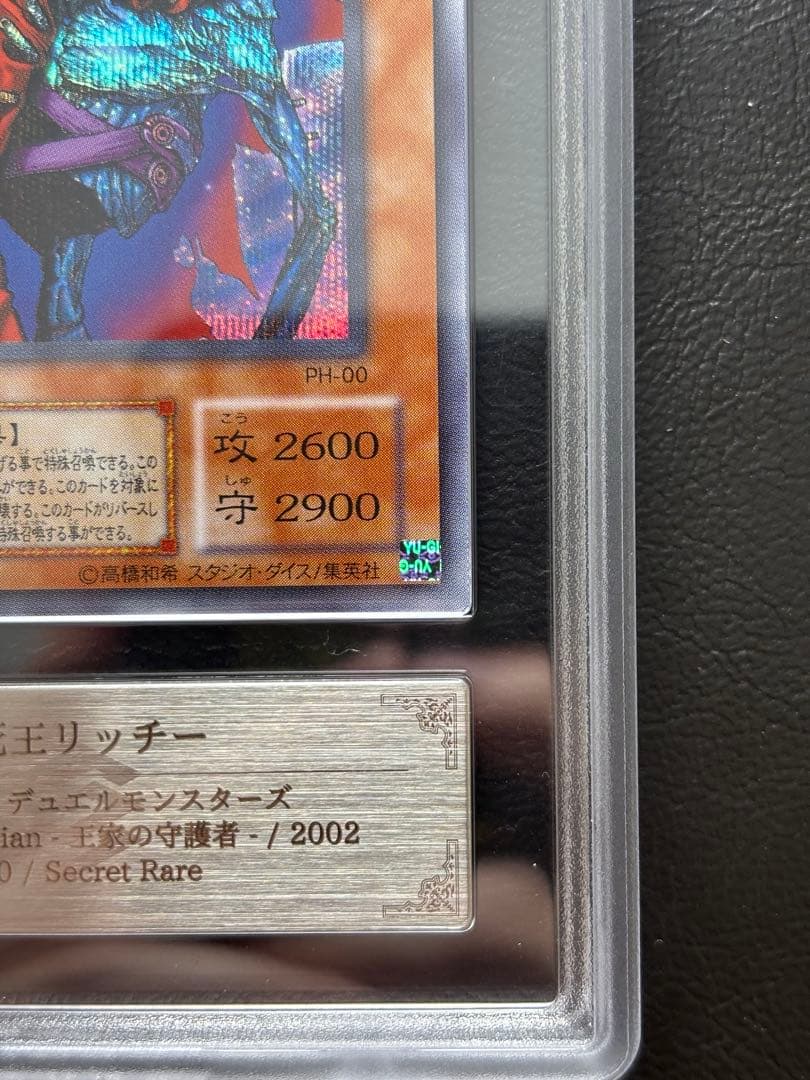 PH-00
こう
攻 2600
しゅ
守 2900
】
げる事で特殊召喚できる。この
ができる。このカードを対象に
壊する。このカードがリバースし
特殊召喚する事ができる。
©高橋和希 スタジオ・ダイス/集英社
YU-GI
王リッチー
デュエルモンスターズ
ian - 王家の守護者 - / 2002
0 / Secret Rare